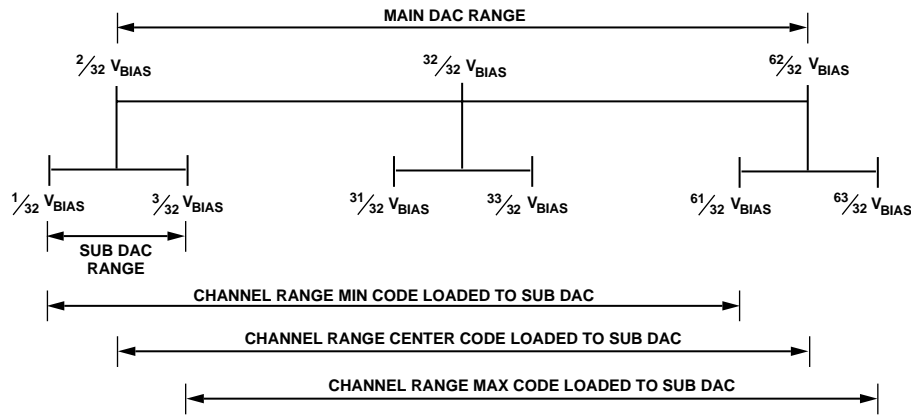 MAIN DAC RANGE
2/32 VBIAS
32/32 VBIAS
62/32 VBIAS
1/32 VBIAS
3/32 VBIAS
31/32 VBIAS
33/32 VBIAS
61/32 VBIAS
63/32 VBIAS
SUB DAC
RANGE
CHANNEL RANGE MIN CODE LOADED TO SUB DAC
CHANNEL RANGE CENTER CODE LOADED TO SUB DAC
CHANNEL RANGE MAX CODE LOADED TO SUB DAC